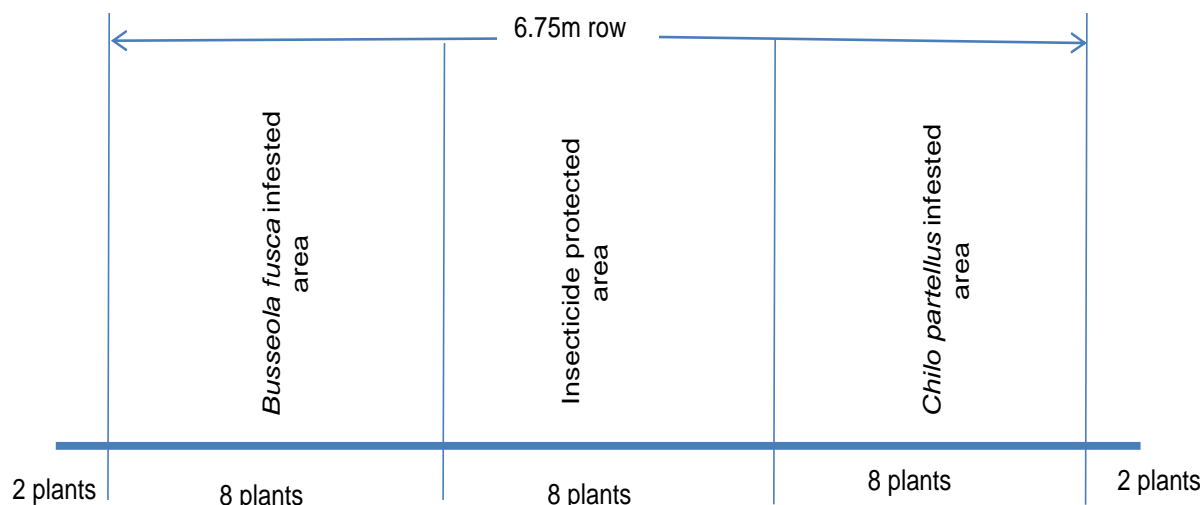 6.75m row
Busseola fusca infested
area
Insecticide protected
area
Chilo partellus infested
area
2 plants
8 plants
8 plants
8 plants
2 plants